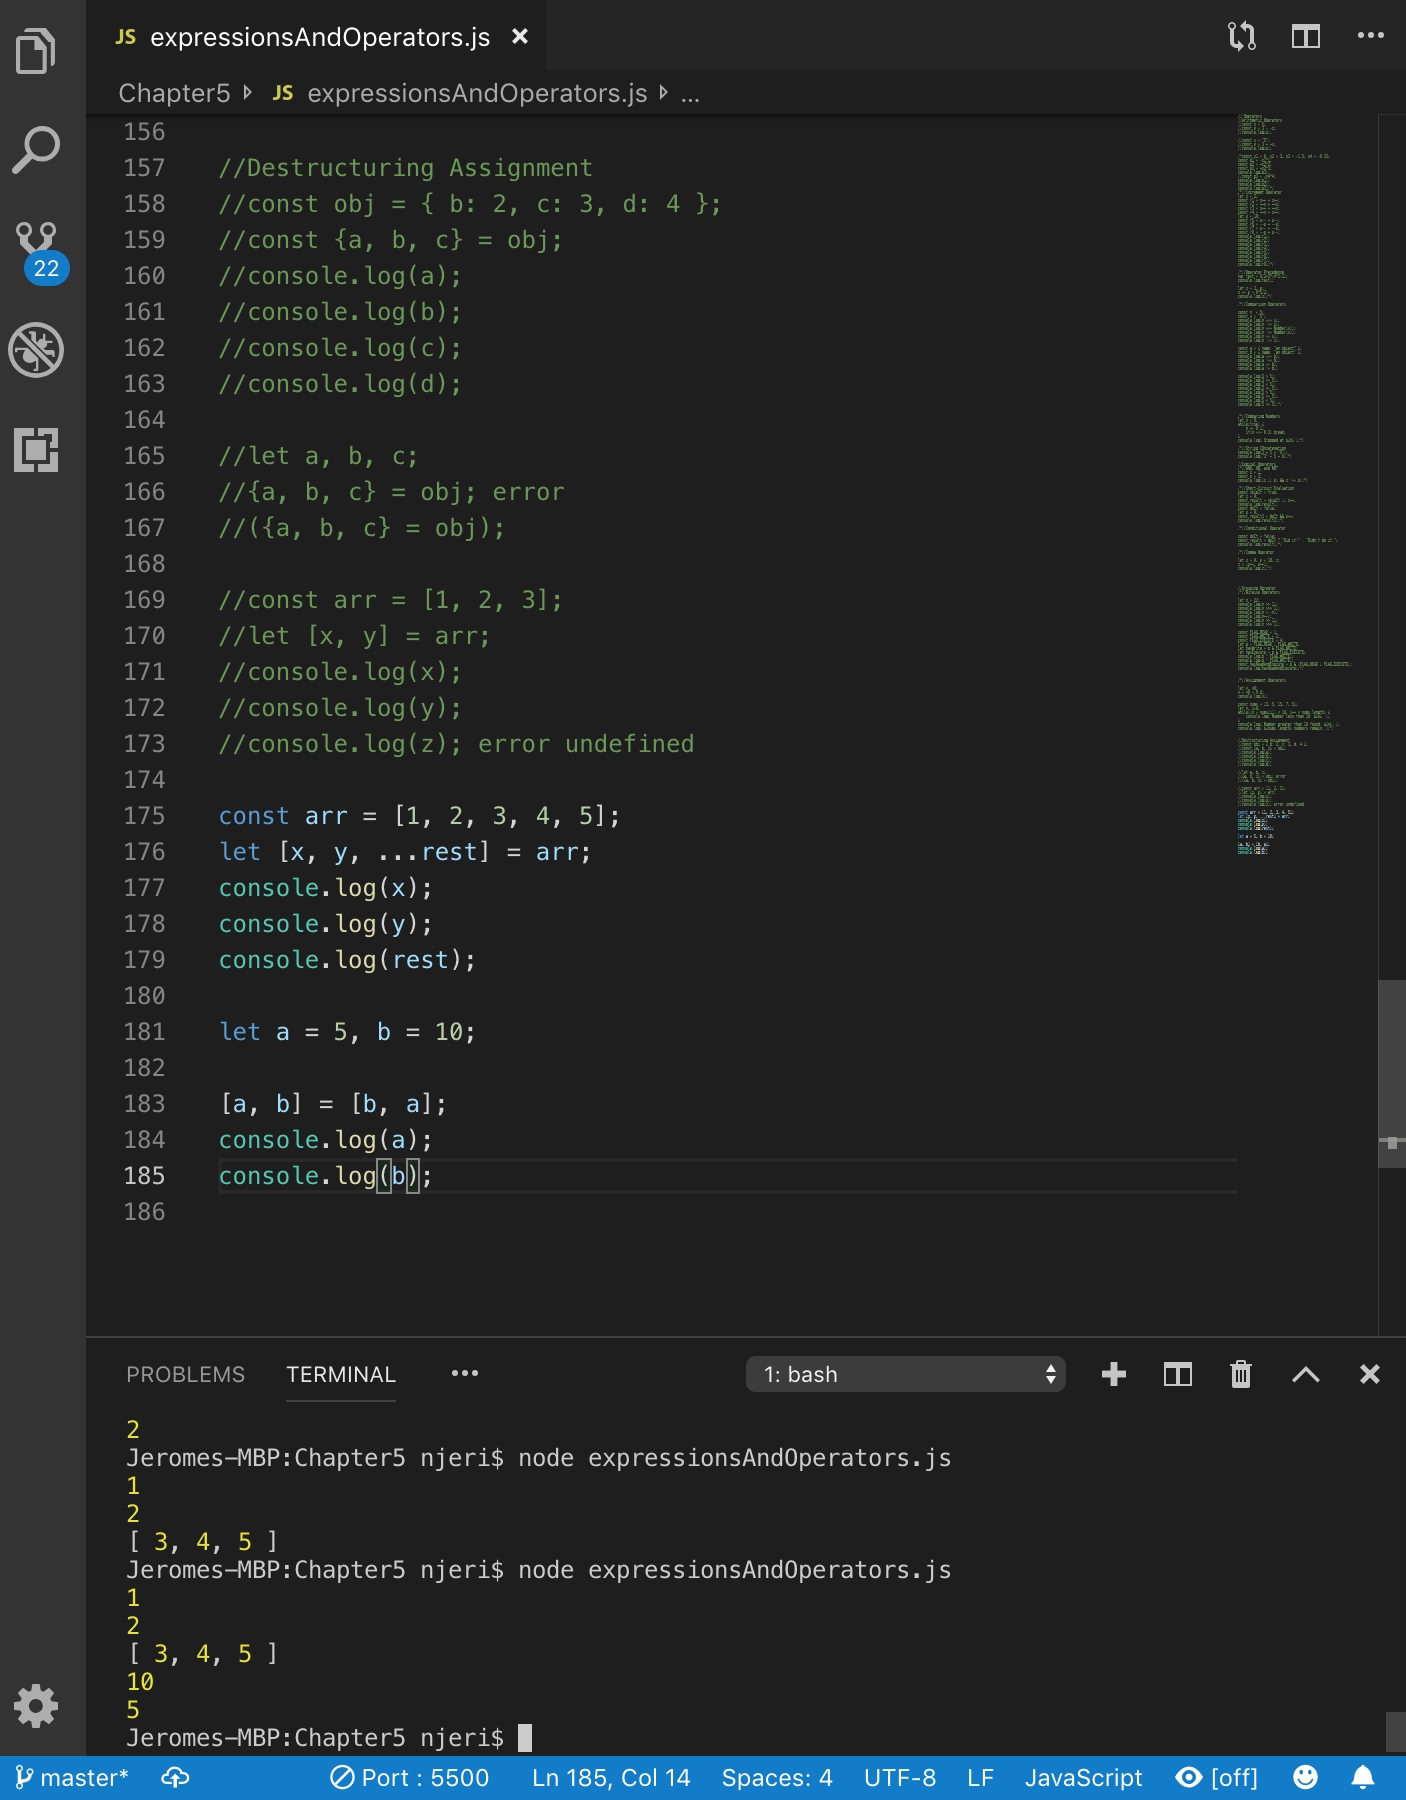 JS expressionsAndOperators.js ×
Chapter5 JS expressionsAndOperators.js ...
156
157 //Destructuring Assignment
158 //const obj = { b: 2, c: 3, d: 4 };
159 //const {a, b, c} = obj;
160 //console.log(a);
161 //console.log(b);
162 //console.log(c);
163 //console.log(d);
164
165 //let a, b, c;
166 //{a, b, c} = obj; error
167 //({a, b, c} = obj);
168
169 //const arr = [1, 2, 3];
170 //let [x, y] = arr;
171 //console.log(x);
172 //console.log(y);
173 //console.log(z); error undefined
174
175 const arr = [1, 2, 3, 4, 5];
176 let [x, y, ...rest] = arr;
177 console.log(x);
178 console.log(y);
179 console.log(rest);
180
181 let a = 5, b = 10;
182
183 [a, b] = [b, a];
184 console.log(a);
185 console.log(b);
186
22
PROBLEMS TERMINAL ... 1: bash
2
Jeromes-MBP:Chapter5 njeri$ node expressionsAndOperators.js
1
2
[ 3, 4, 5 ]
Jeromes-MBP:Chapter5 njeri$ node expressionsAndOperators.js
1
2
[ 3, 4, 5 ]
10
5
Jeromes-MBP:Chapter5 njeri$
master* Port : 5500 Ln 185, Col 14 Spaces: 4 UTF-8 LF JavaScript [off]